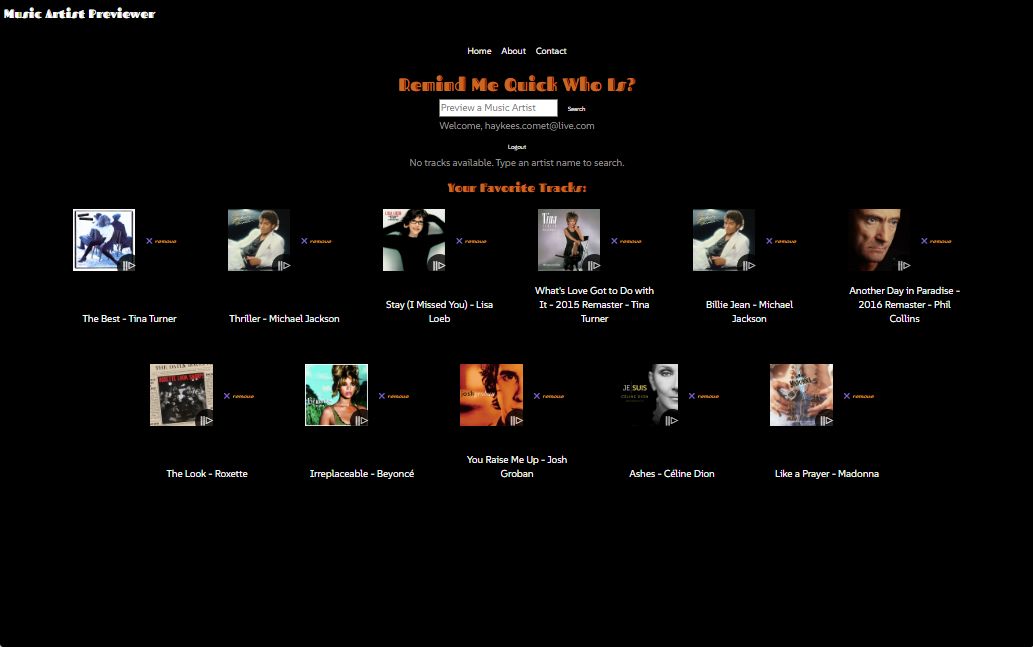 Music Artist Previewer
Home About Contact
Remind Me Quick Who Is?
Preview a Music Artist Search
Welcome, haykees.comet@live.com
Logout
No tracks available. Type an artist name to search.
Your Favorite Tracks:
remove remove remove remove remove remove
The Best - Tina Turner
Thriller - Michael Jackson
Stay (I Missed You) - Lisa
Loeb
What's Love Got to Do with
It - 2015 Remaster - Tina
Turner
Billie Jean - Michael
Jackson
Another Day in Paradise -
2016 Remaster - Phil
Collins
JE SUIS
CÉLINE DION
remove remove remove remove remove
The Look - Roxette
Irreplaceable - Beyoncé
You Raise Me Up - Josh
Groban
Ashes - Céline Dion
Like a Prayer - Madonna